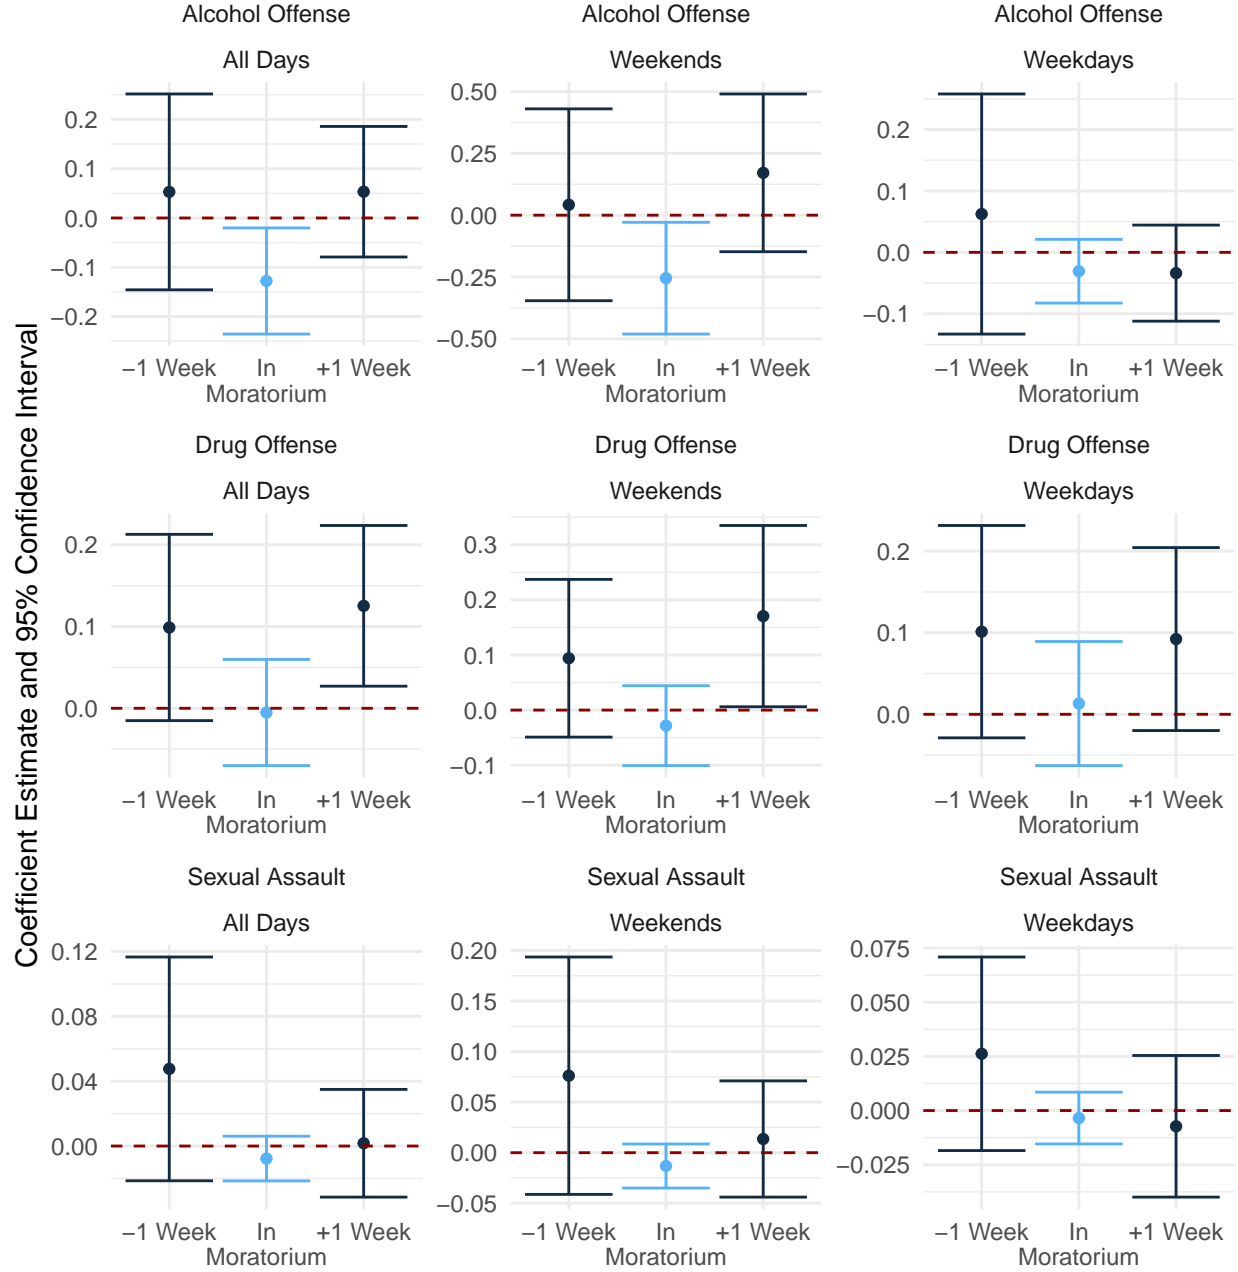 Alcohol Offense
Alcohol Offense
Alcohol Offense
All Days
Weekends
Weekdays
0.2
0.1
0.0
−0.1
−0.2
0.50
0.25
0.00
−0.25
−0.50
0.2
0.1
0.0
−0.1
−1 Week In +1 Week
Moratorium
−1 Week In +1 Week
Moratorium
−1 Week In +1 Week
Moratorium
Coefficient Estimate and 95% Confidence Interval
Drug Offense
Drug Offense
Drug Offense
All Days
Weekends
Weekdays
0.2
0.1
0.0
0.3
0.2
0.1
0.0
−0.1
0.2
0.1
0.0
−1 Week In +1 Week
Moratorium
−1 Week In +1 Week
Moratorium
−1 Week In +1 Week
Moratorium
Sexual Assault
Sexual Assault
Sexual Assault
All Days
Weekends
Weekdays
0.12
0.08
0.04
0.00
0.20
0.15
0.10
0.05
0.00
−0.05
0.075
0.050
0.025
0.000
−0.025
−1 Week In +1 Week
Moratorium
−1 Week In +1 Week
Moratorium
−1 Week In +1 Week
Moratorium